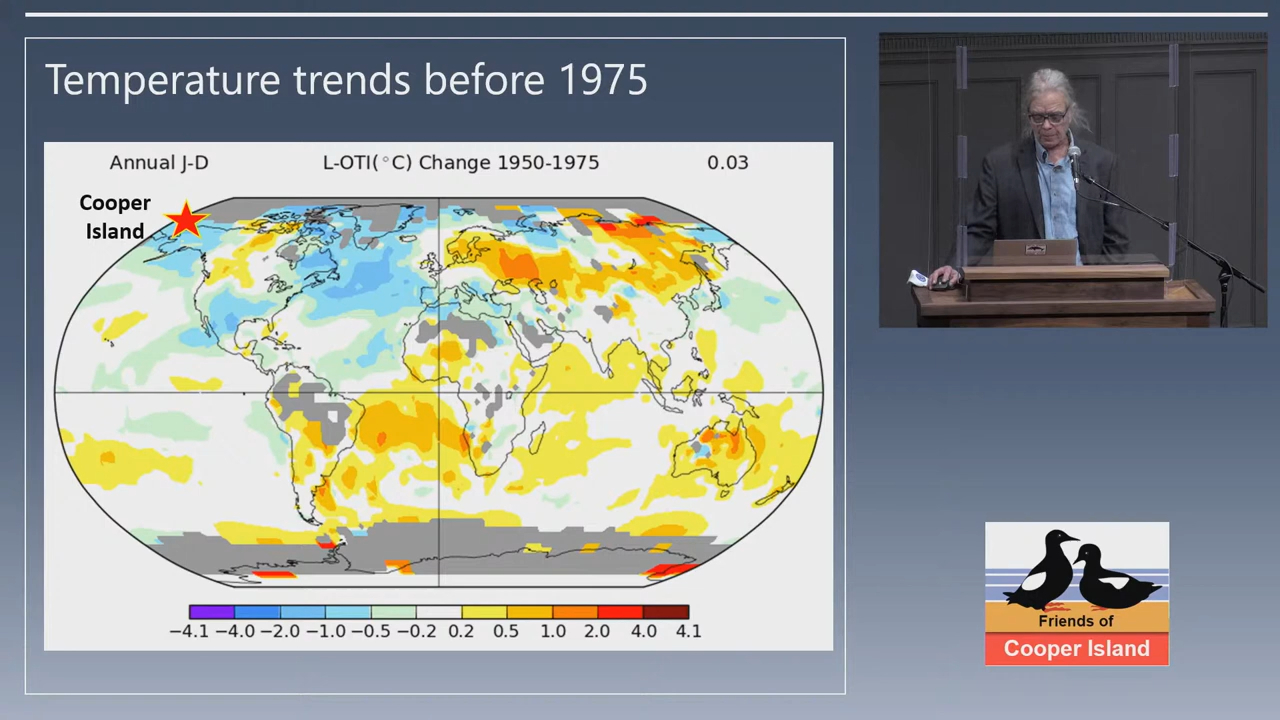 Temperature trends before 1975
Annual J-D L-OTI(°C) Change 1950-1975 0.03
Cooper
Island
−4.1 −4.0 −2.0 −1.0 −0.5 −0.2 0.2 0.5 1.0 2.0 4.0 4.1
Friends of
Cooper Island